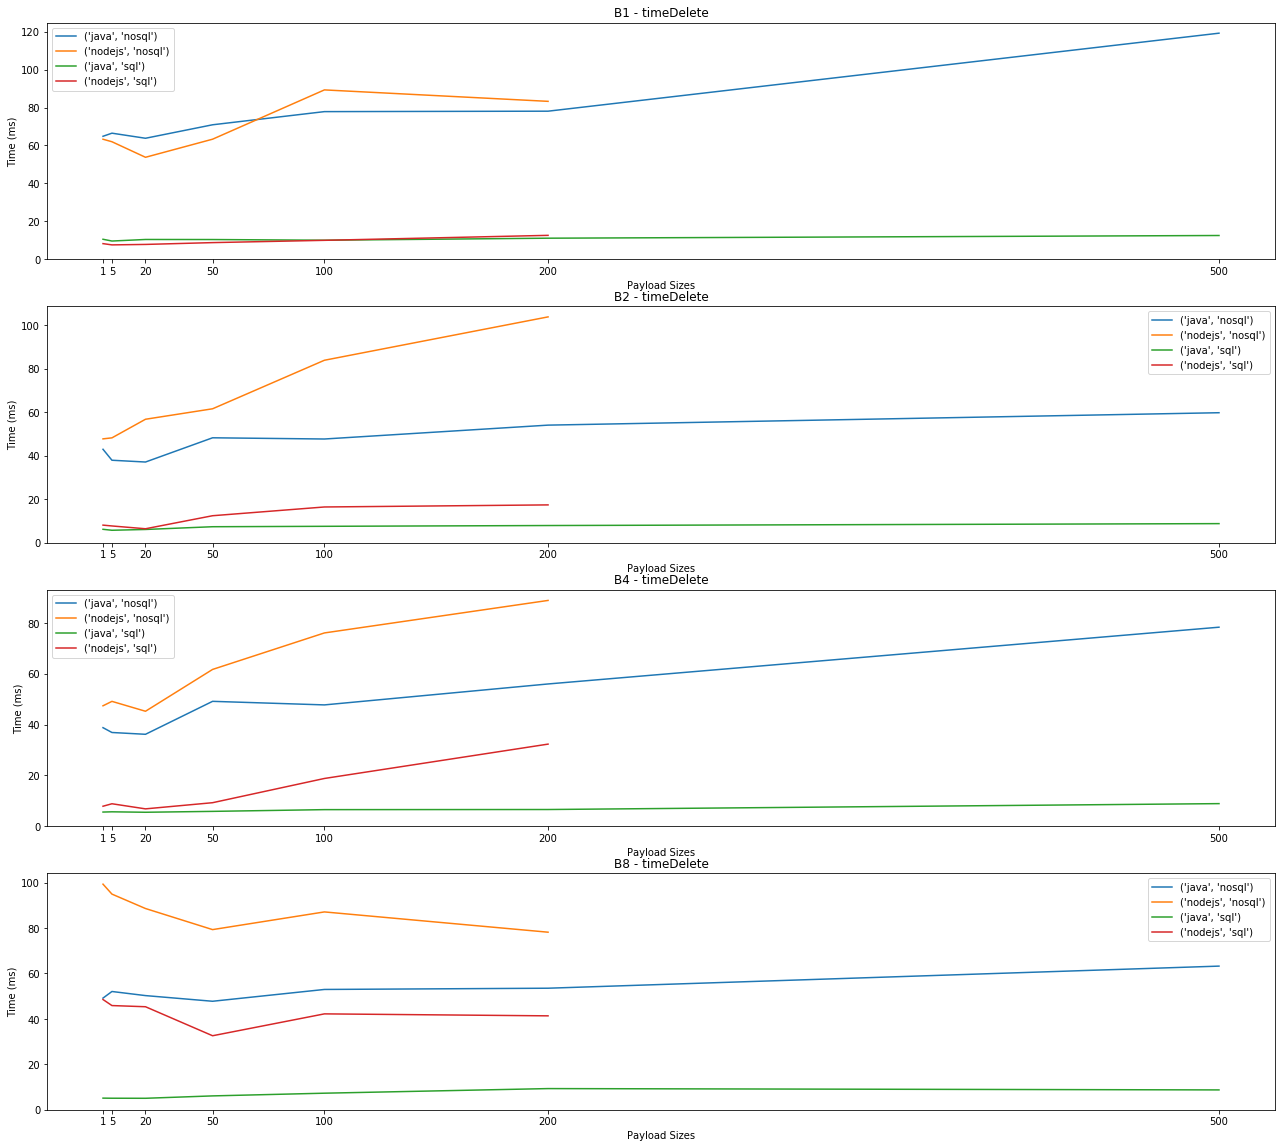 B1 - timeDelete
120
100
80
60
40
20
0
Time (ms)
('java', 'nosql')
('nodejs', 'nosql')
('java', 'sql')
('nodejs', 'sql')
1 5 20 50 100 200 500
Payload Sizes
B2 - timeDelete
100
80
60
40
20
0
Time (ms)
('java', 'nosql')
('nodejs', 'nosql')
('java', 'sql')
('nodejs', 'sql')
1 5 20 50 100 200 500
Payload Sizes
B4 - timeDelete
80
60
40
20
0
Time (ms)
('java', 'nosql')
('nodejs', 'nosql')
('java', 'sql')
('nodejs', 'sql')
1 5 20 50 100 200 500
Payload Sizes
B8 - timeDelete
100
80
60
40
20
0
Time (ms)
('java', 'nosql')
('nodejs', 'nosql')
('java', 'sql')
('nodejs', 'sql')
1 5 20 50 100 200 500
Payload Sizes